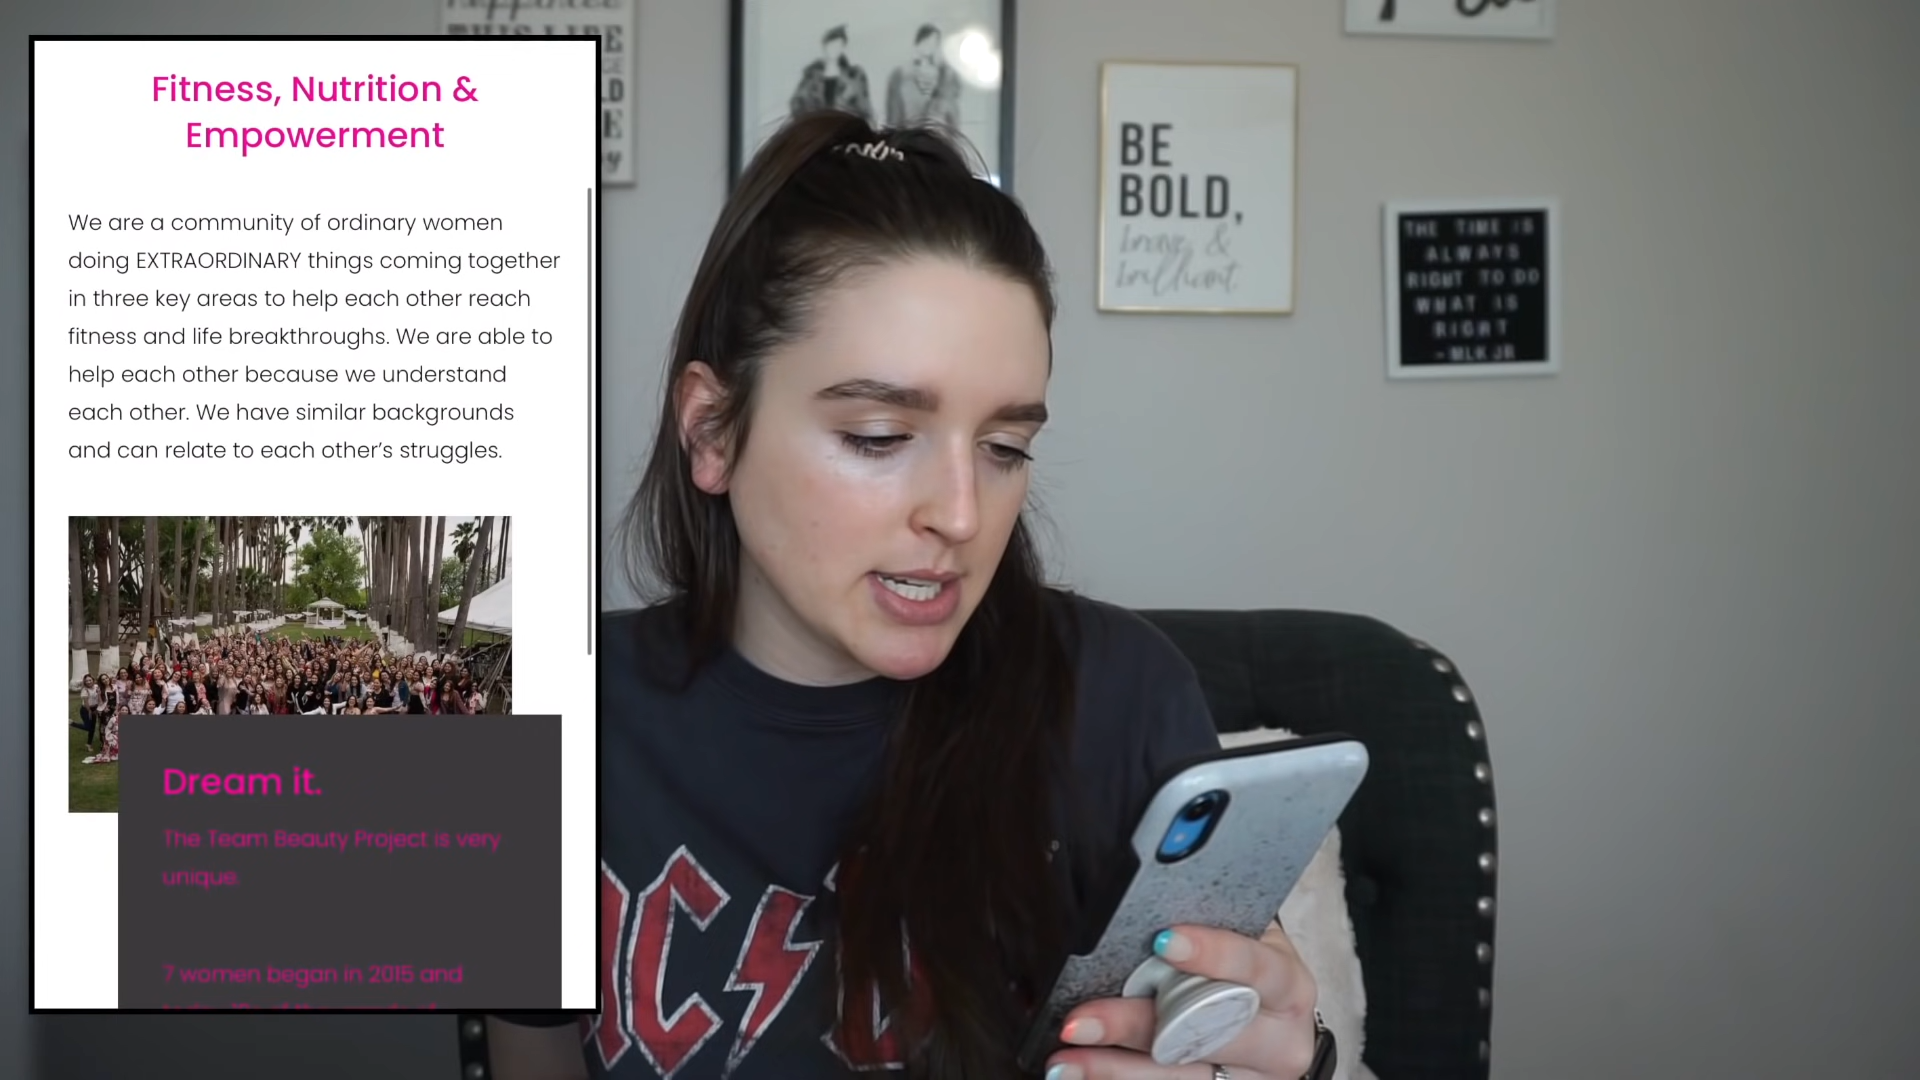 Fitness, Nutrition &
Empowerment
We are a community of ordinary women
doing EXTRAORDINARY things coming together
in three key areas to help each other reach
fitness and life breakthroughs. We are able to
help each other because we understand
each other. We have similar backgrounds
and can relate to each other's struggles.
Dream it.
The Team Beauty Project is very
unique.
7 women began in 2015 and
THIS LIFE
BE
BOLD,
brave &
brilliant
THE TIME IS
ALWAYS
RIGHT TO DO
WHAT IS
RIGHT
-MLK JR